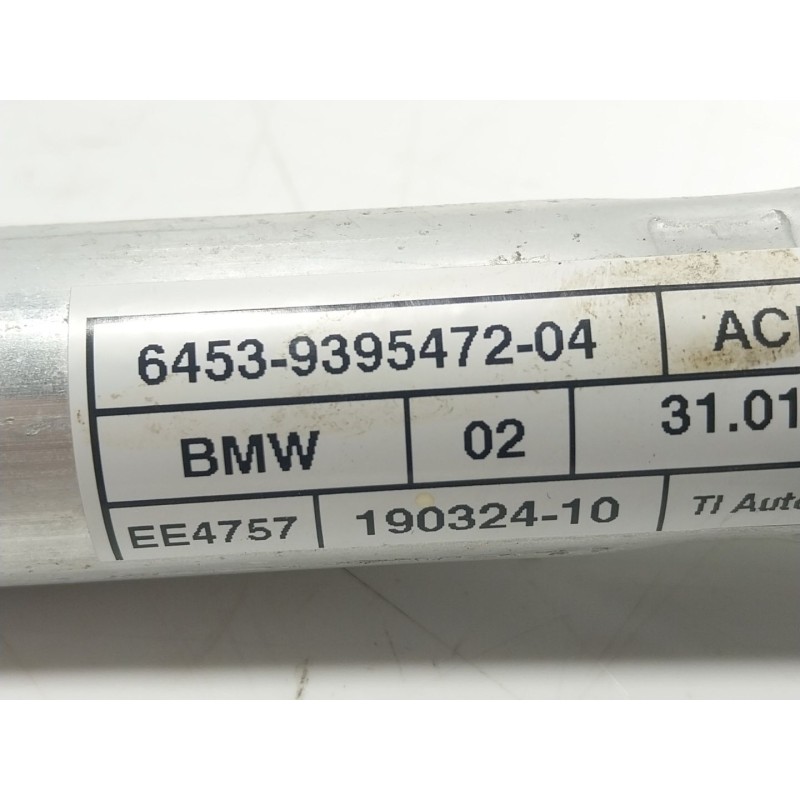 6453-9395472-04 AC
BMW 02 31.01
EE4757 190324-10 TI Auto